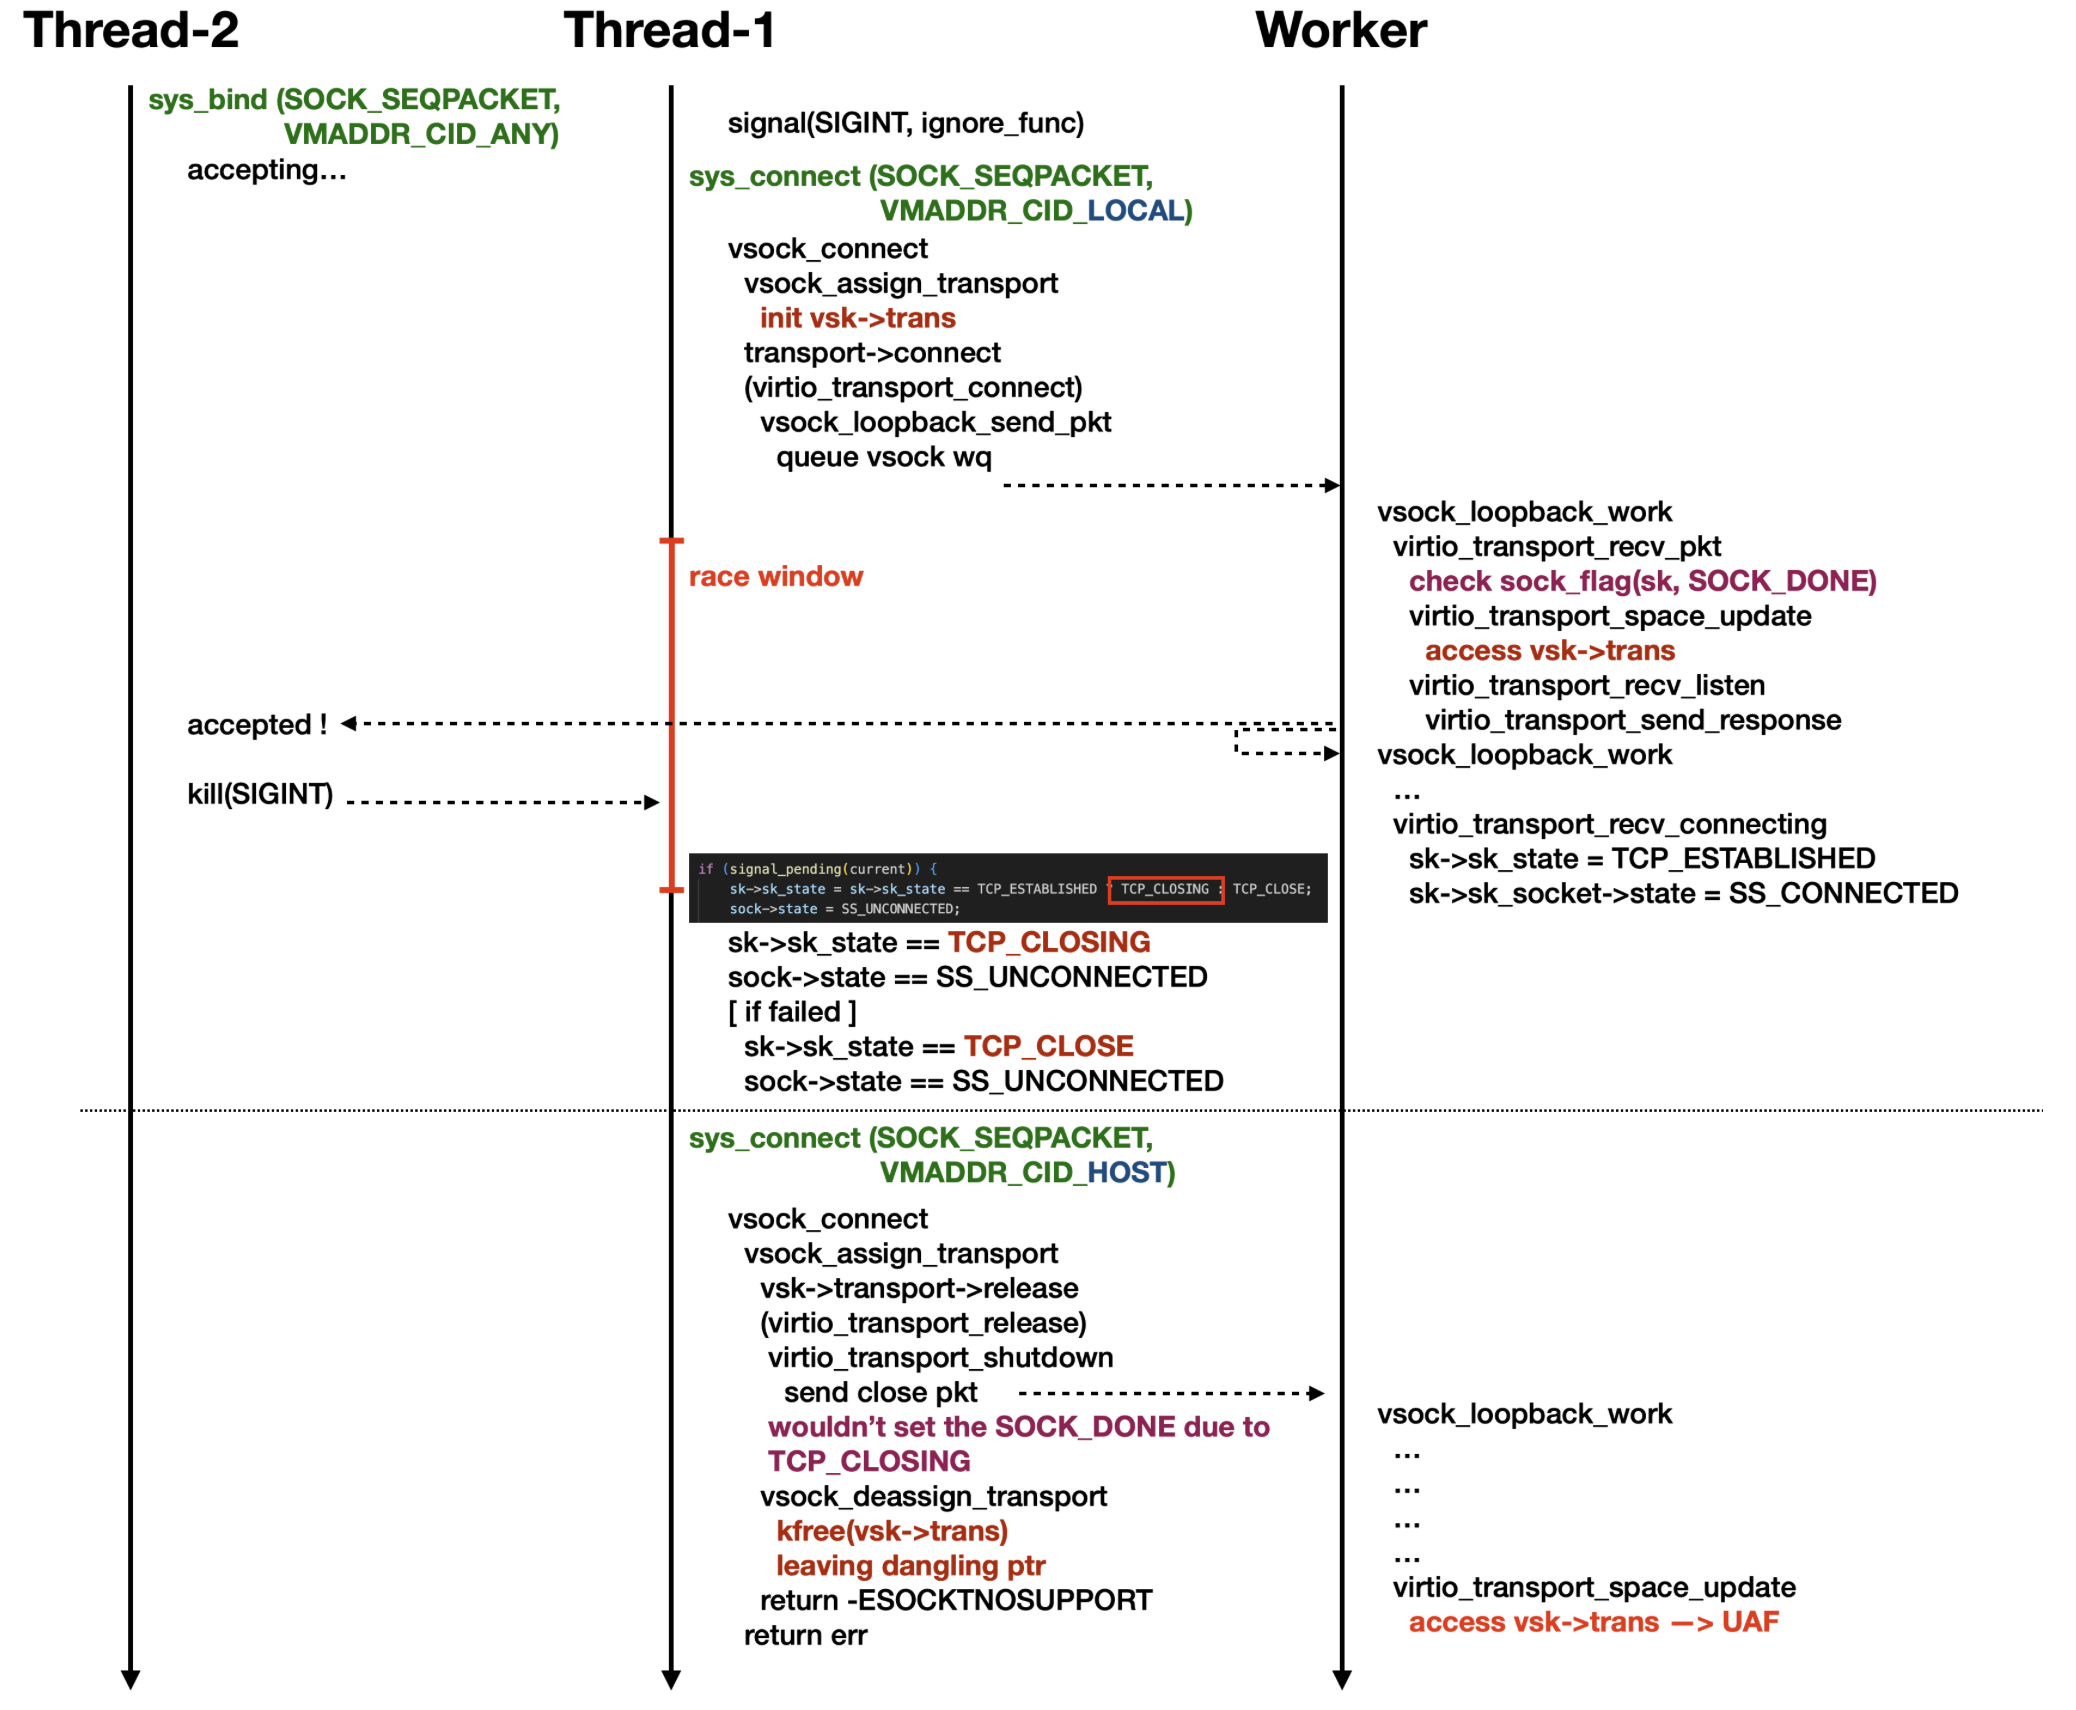 Thread-2
Thread-1
Worker
sys_bind (SOCK_SEQPACKET,
VMADDR_CID_ANY)
accepting…
signal(SIGINT, ignore_func)
sys_connect (SOCK_SEQPACKET,
VMADDR_CID_LOCAL)
vsock_connect
vsock_assign_transport
init vsk->trans
transport->connect
(virtio_transport_connect)
vsock_loopback_send_pkt
queue vsock wq
vsock_loopback_work
virtio_transport_recv_pkt
check sock_flag(sk, SOCK_DONE)
virtio_transport_space_update
access vsk->trans
virtio_transport_recv_listen
virtio_transport_send_response
race window
accepted !
vsock_loopback_work
…
virtio_transport_recv_connecting
sk->sk_state = TCP_ESTABLISHED
sk->sk_socket->state = SS_CONNECTED
kill(SIGINT)
if (signal_pending(current)) {
sk->sk_state = sk->sk_state == TCP_ESTABLISHED ? TCP_CLOSING : TCP_CLOSE;
sock->state = SS_UNCONNECTED;
sk->sk_state == TCP_CLOSING
sock->state == SS_UNCONNECTED
[ if failed ]
sk->sk_state == TCP_CLOSE
sock->state == SS_UNCONNECTED
sys_connect (SOCK_SEQPACKET,
VMADDR_CID_HOST)
vsock_connect
vsock_assign_transport
vsk->transport->release
(virtio_transport_release)
virtio_transport_shutdown
send close pkt
wouldn’t set the SOCK_DONE due to
TCP_CLOSING
vsock_deassign_transport
kfree(vsk->trans)
leaving dangling ptr
return -ESOCKTNOSUPPORT
return err
vsock_loopback_work
…
…
…
…
virtio_transport_space_update
access vsk->trans —> UAF